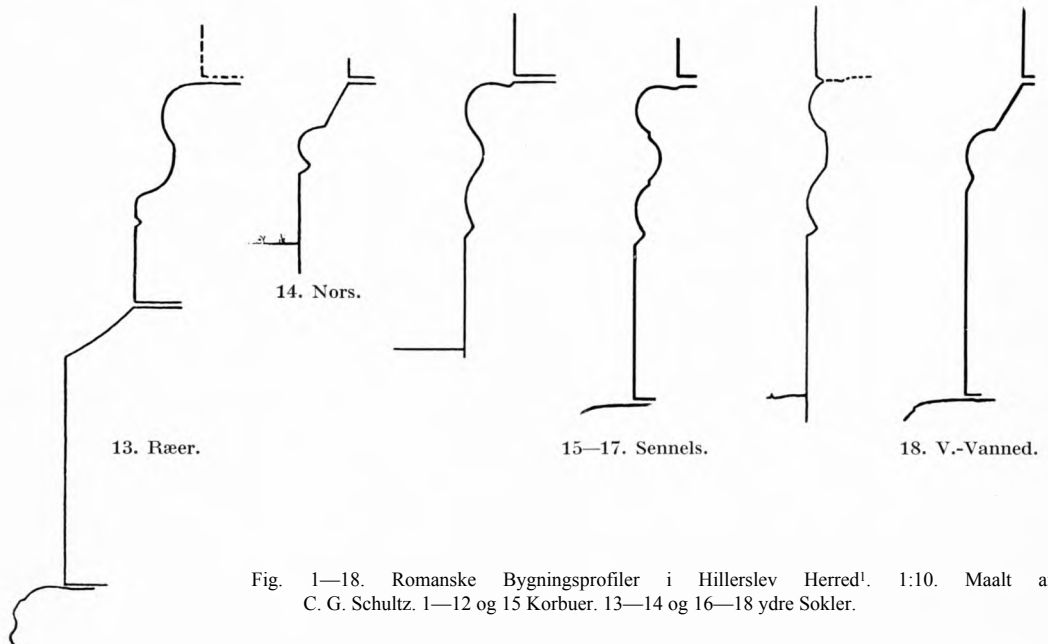 14. Nors.
13. Ræer.
15—17. Sennels.
18. V.-Vanned.
Fig. 1—18. Romanske Bygningsprofiler i Hillerslev Herred¹. 1:10. Maalt a
C. G. Schultz. 1—12 og 15 Korbuer. 13—14 og 16—18 ydre Sokler.